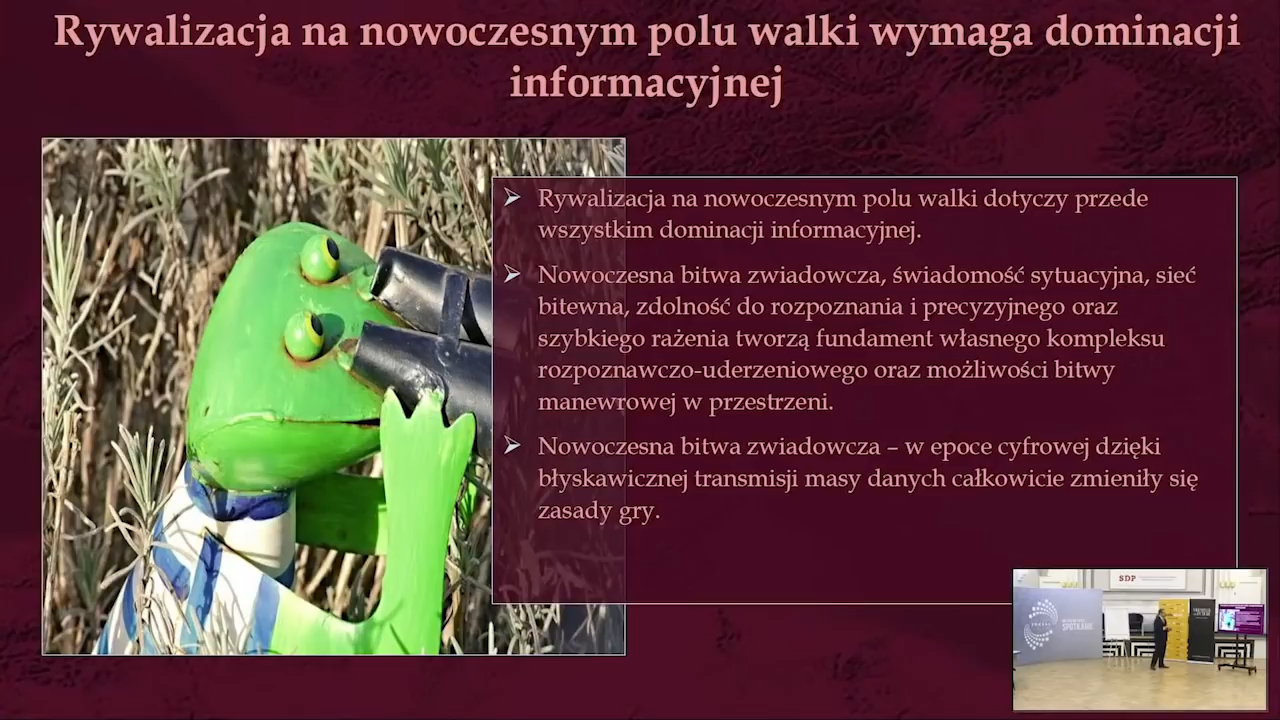 Rywalizacja na nowoczesnym polu walki wymaga dominacji
informacyjnej
Rywalizacja na nowoczesnym polu walki dotyczy przede
wszystkim dominacji informacyjnej.
Nowoczesna bitwa zwiadowcza, świadomość sytuacyjna, sieć
bitewna, zdolność do rozpoznania i precyzyjnego oraz
szybkiego rażenia tworzą fundament własnego kompleksu
rozpoznawczo-uderzeniowego oraz możliwości bitwy
manewrowej w przestrzeni.
Nowoczesna bitwa zwiadowcza – w epoce cyfrowej dzięki
błyskawicznej transmisji masy danych całkowicie zmieniły się
zasady gry.
SDP